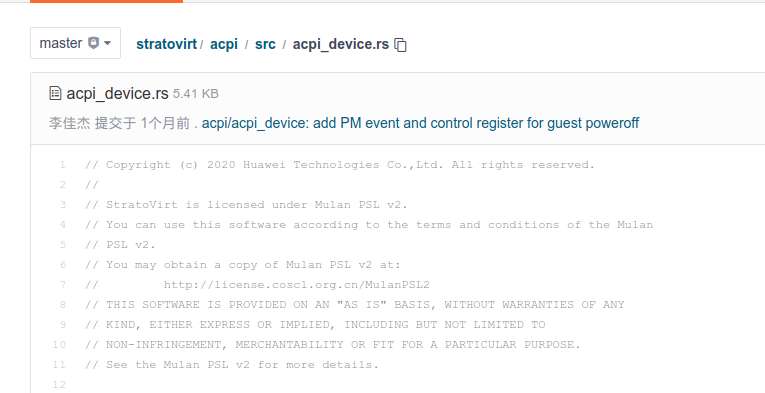 master stratovirt / acpi / src / acpi_device.rs
acpi_device.rs 5.41 KB
李佳杰 提交于 1个月前 . acpi/acpi_device: add PM event and control register for guest poweroff
1 // Copyright (c) 2020 Huawei Technologies Co.,Ltd. All rights reserved.
2 //
3 // StratoVirt is licensed under Mulan PSL v2.
4 // You can use this software according to the terms and conditions of the Mulan
5 // PSL v2.
6 // You may obtain a copy of Mulan PSL v2 at:
7 //         http://license.coscl.org.cn/MulanPSL2
8 // THIS SOFTWARE IS PROVIDED ON AN "AS IS" BASIS, WITHOUT WARRANTIES OF ANY
9 // KIND, EITHER EXPRESS OR IMPLIED, INCLUDING BUT NOT LIMITED TO
10 // NON-INFRINGEMENT, MERCHANTABILITY OR FIT FOR A PARTICULAR PURPOSE.
11 // See the Mulan PSL v2 for more details.
12